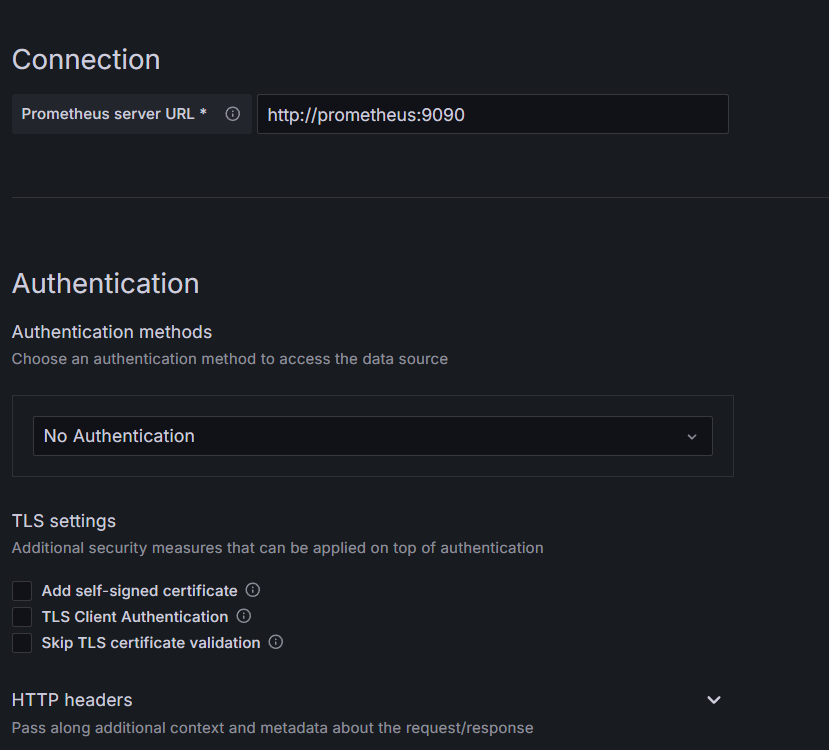 Connection
Prometheus server URL * http://prometheus:9090
Authentication
Authentication methods
Choose an authentication method to access the data source
No Authentication
TLS settings
Additional security measures that can be applied on top of authentication
Add self-signed certificate
TLS Client Authentication
Skip TLS certificate validation
HTTP headers
Pass along additional context and metadata about the request/response